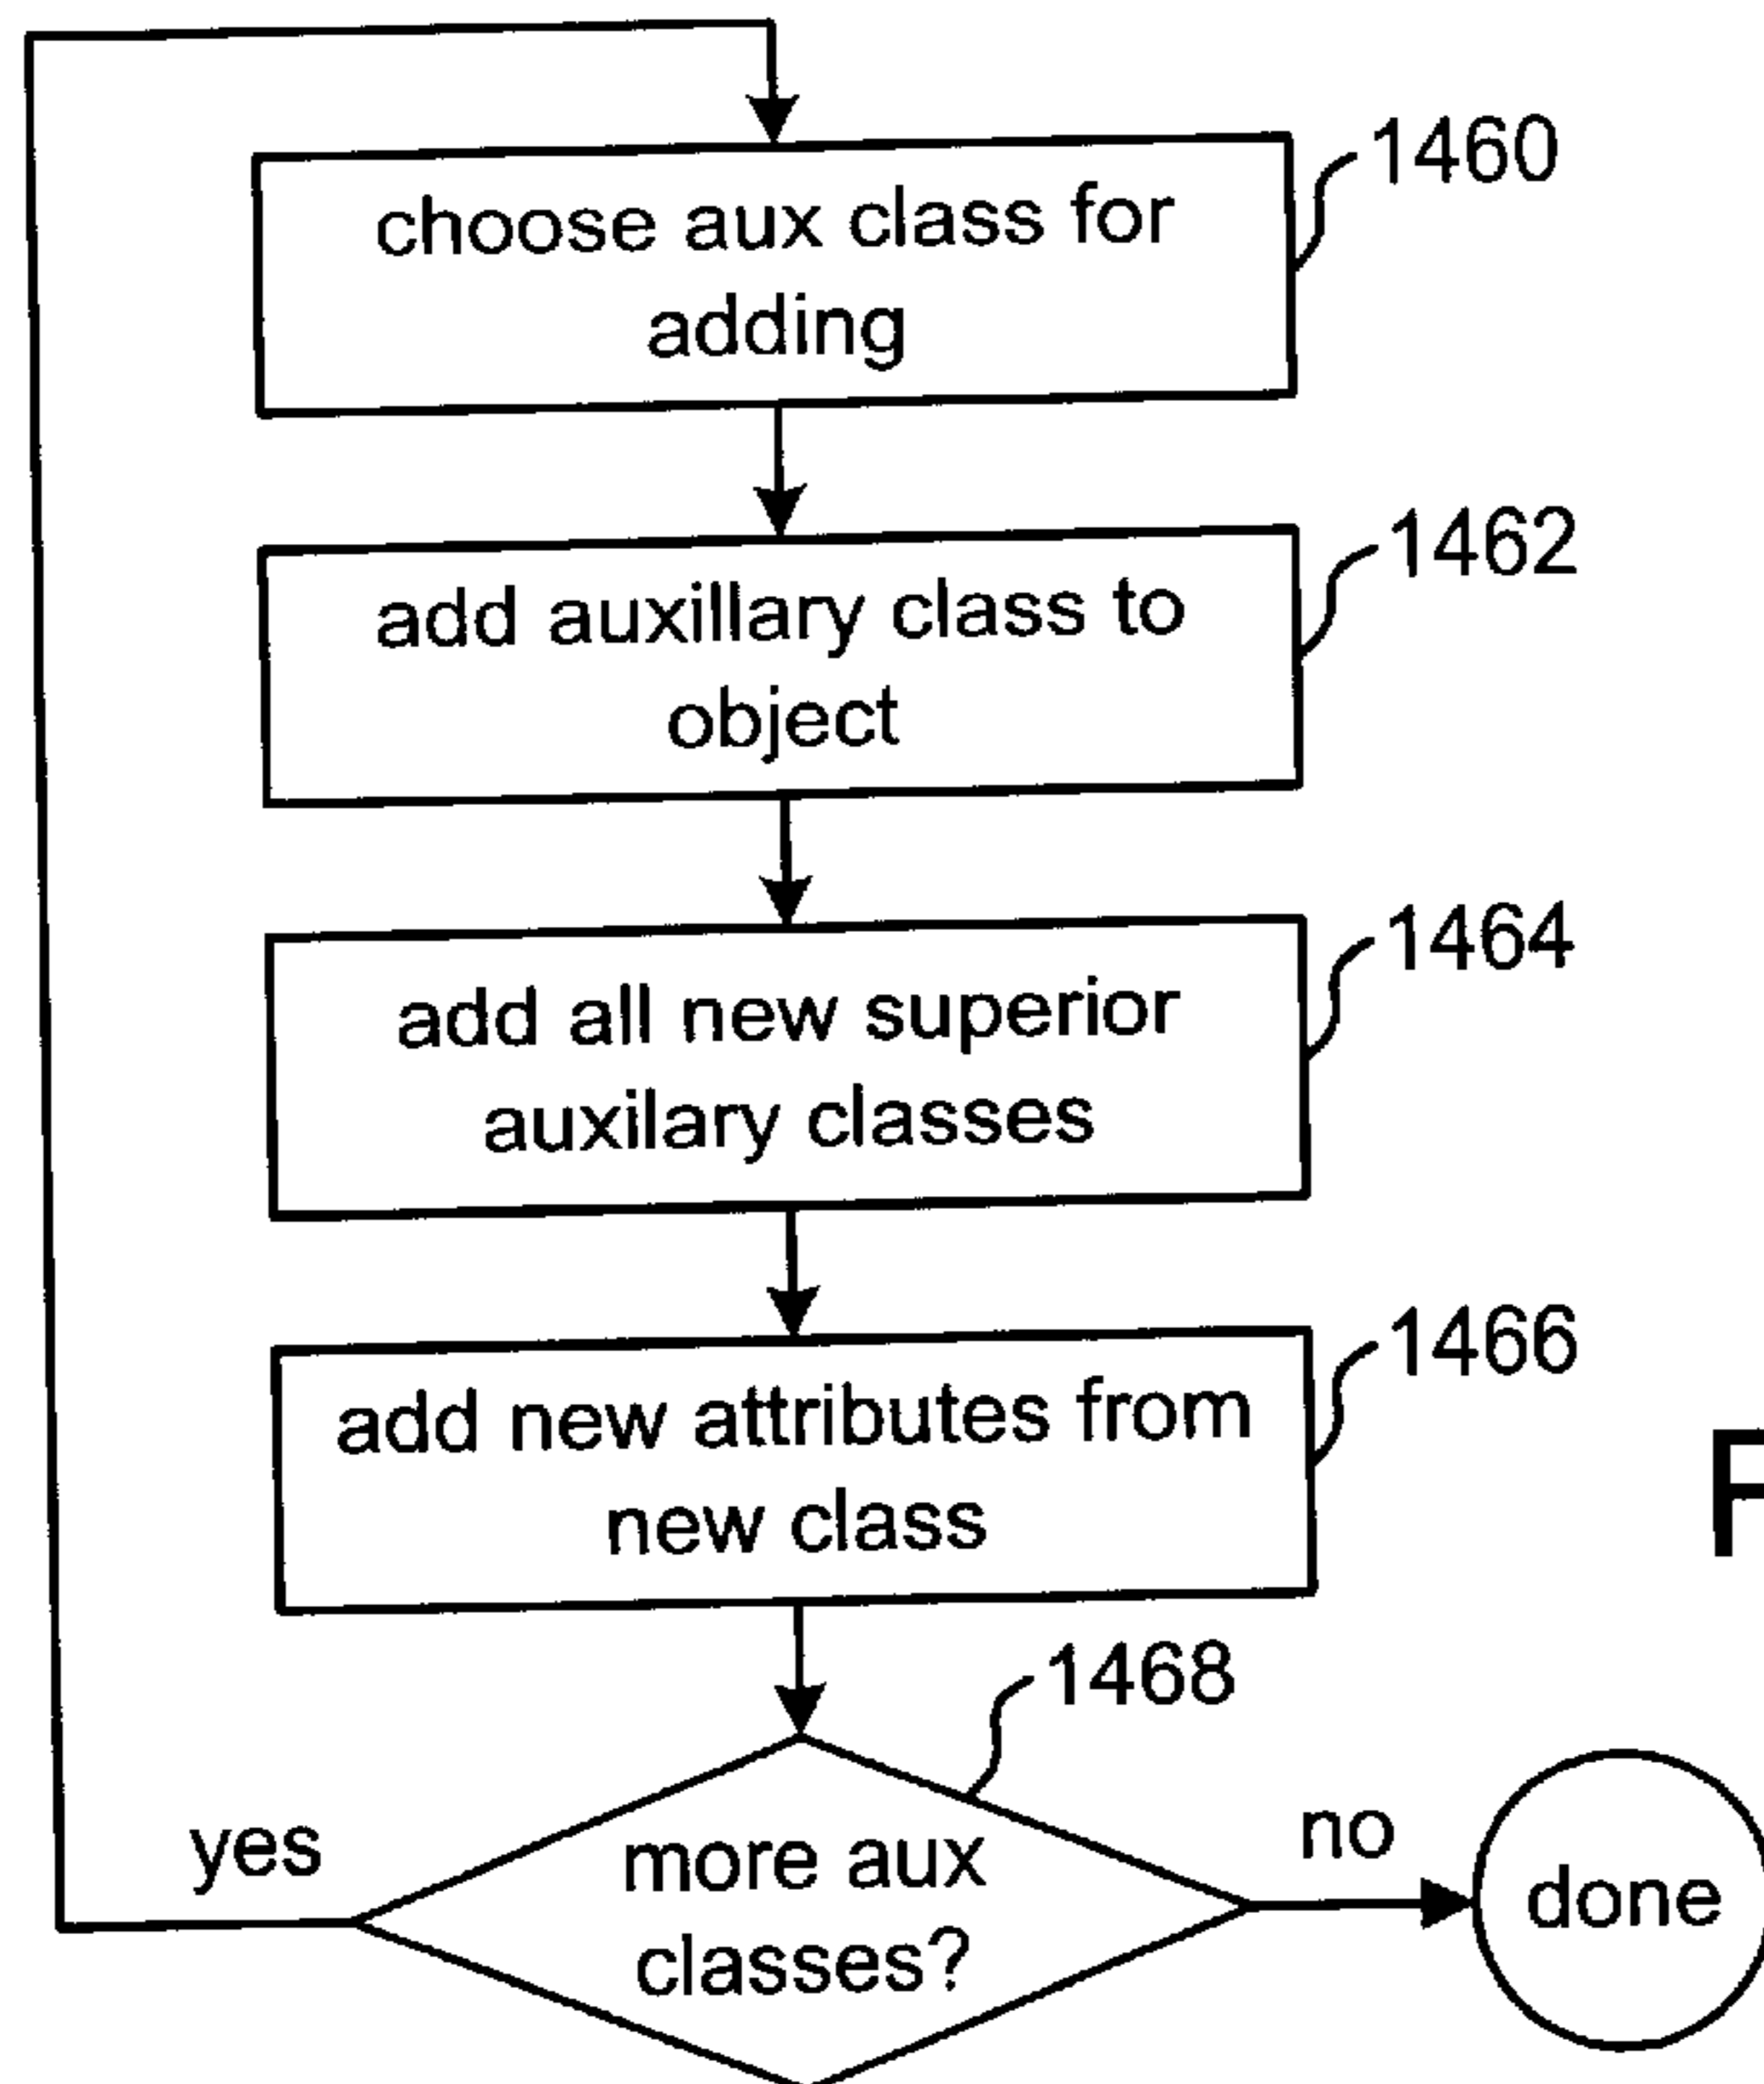 1460
choose aux class for
adding
1462
add auxillary class to
object
1464
add all new superior
auxilary classes
1466
add new attributes from
new class
F
1468
more aux
classes?
yes
no
done